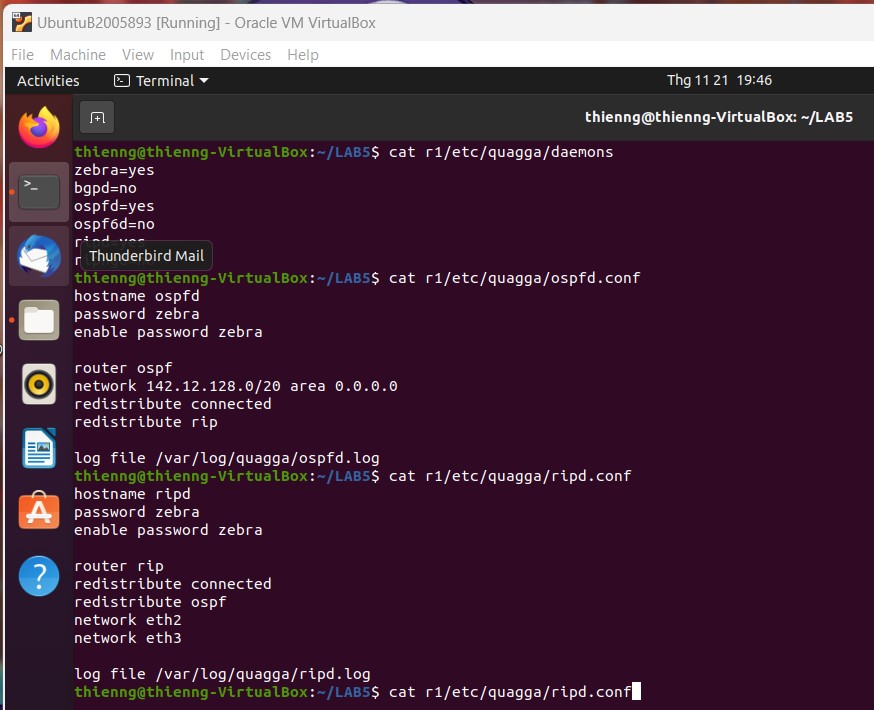 UbuntuB2005893 [Running] - Oracle VM VirtualBox
File Machine View Input Devices Help
Activities Terminal Thg 11 21 19:46
thienng@thienng-VirtualBox: ~/LAB5
thienng@thienng-VirtualBox:~/LAB5$ cat r1/etc/quagga/daemons
zebra=yes
bgpd=no
ospfd=yes
ospf6d=no
Thunderbird Mail
thienng@thienng-VirtualBox:~/LAB5$ cat r1/etc/quagga/ospfd.conf
hostname ospfd
password zebra
enable password zebra
router ospf
network 142.12.128.0/20 area 0.0.0.0
redistribute connected
redistribute rip
log file /var/log/quagga/ospfd.log
thienng@thienng-VirtualBox:~/LAB5$ cat r1/etc/quagga/ripd.conf
hostname ripd
password zebra
enable password zebra
router rip
redistribute connected
redistribute ospf
network eth2
network eth3
log file /var/log/quagga/ripd.log
thienng@thienng-VirtualBox:~/LAB5$ cat r1/etc/quagga/ripd.conf